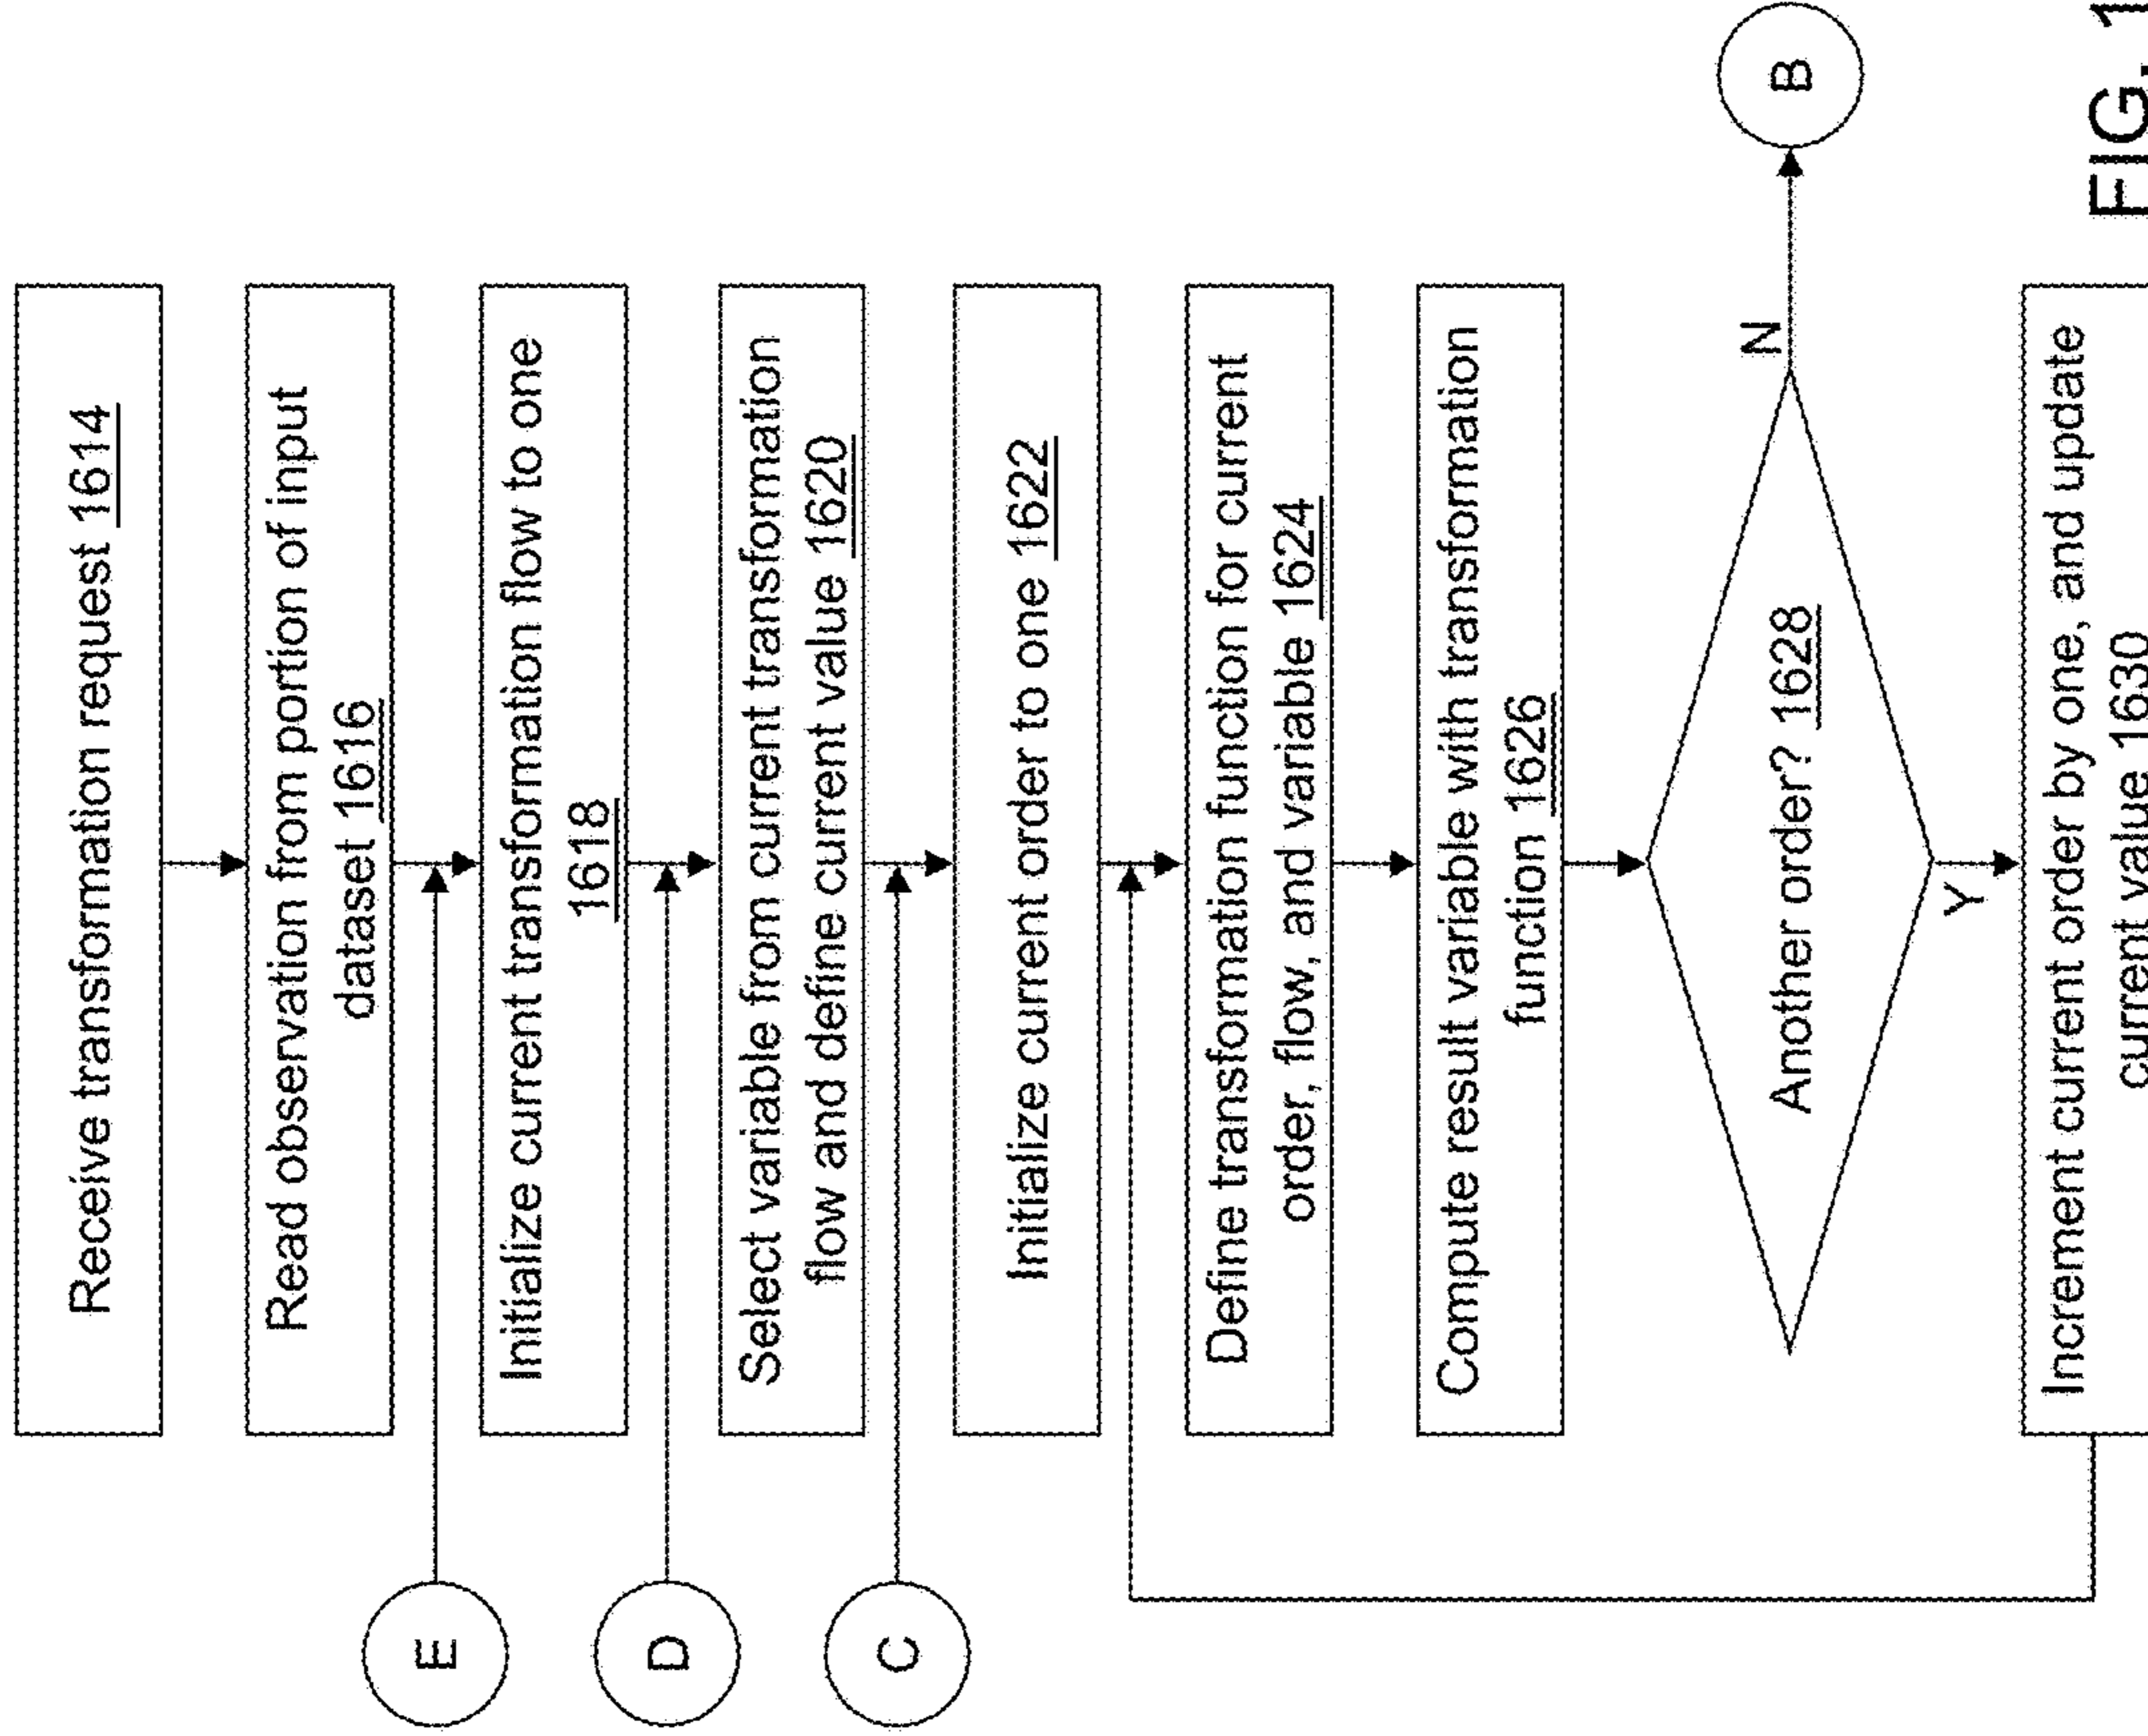 Receive transformation request 1614
Read observation from portion of input
dataset 1616
E
Initialize current transformation flow to one
1618
D
Select variable from current transformation
flow and define current value 1620
C
Initialize current order to one 1622
Define transformation function for current
order, flow, and variable 1624
Compute result variable with transformation
function 1626
Another order? 1628
N
B
Y
Increment current order by one, and update
current value 1630
FIG. 1